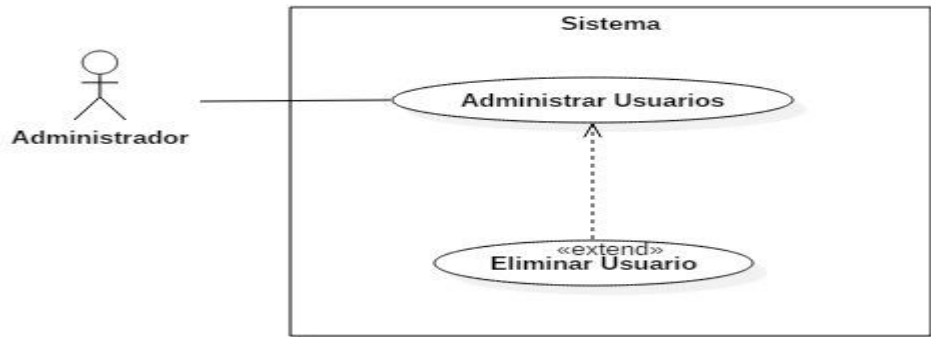 Sistema
Administrar Usuarios
Administrador
«extend»
Eliminar Usuario